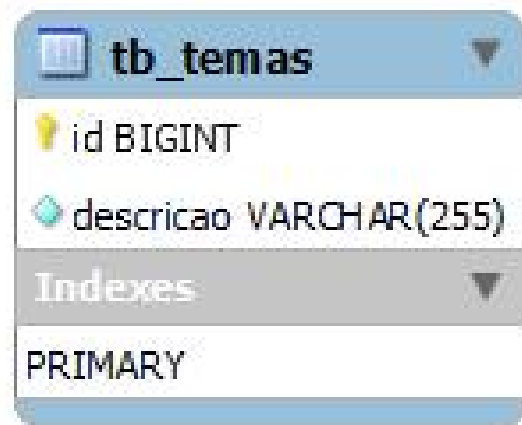 tb_temas
id BIGINT
descricao VARCHAR(255)
Indexes
PRIMARY